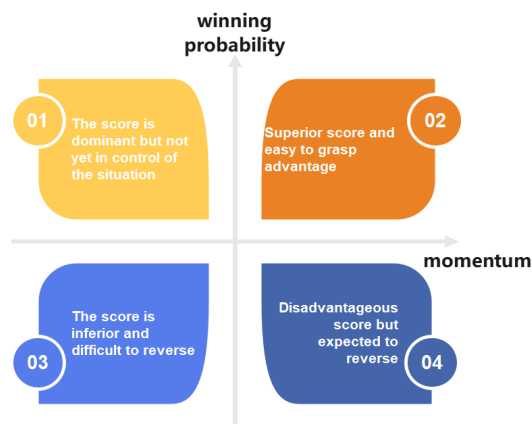 winning
probability
01
The score is
dominant but not
yet in control of
the situation
02
Superior score and
easy to grasp
advantage
momentum
03
The score is
inferior and
difficult to reverse
04
Disadvantageous
score but
expected to
reverse